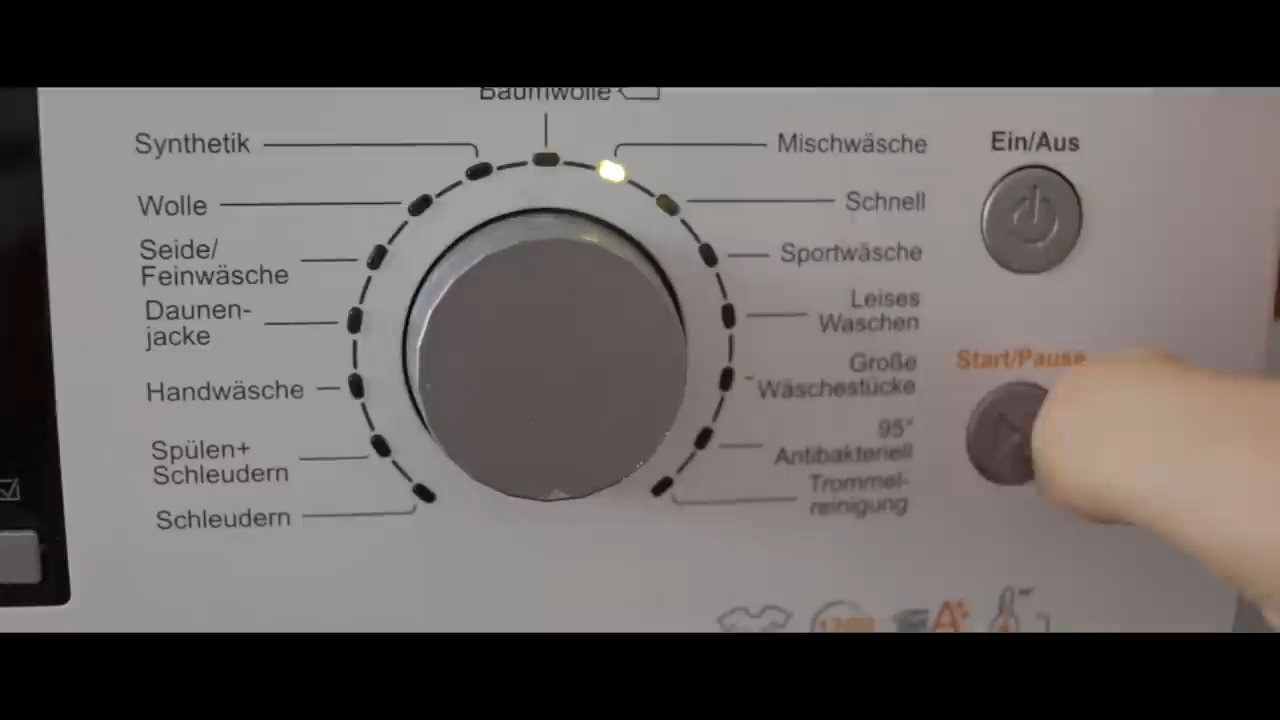 Baumwolle
Synthetik
Wolle
Seide/
Feinwäsche
Daunen-
jacke
Handwäsche
Spülen+
Schleudern
Schleudern
Mischwäsche
Schnell
Sportwäsche
Leises
Waschen
Große
Wäschestücke
95°
Antibakteriell
Trommel-
reinigung
Ein/Aus
Start/Pause